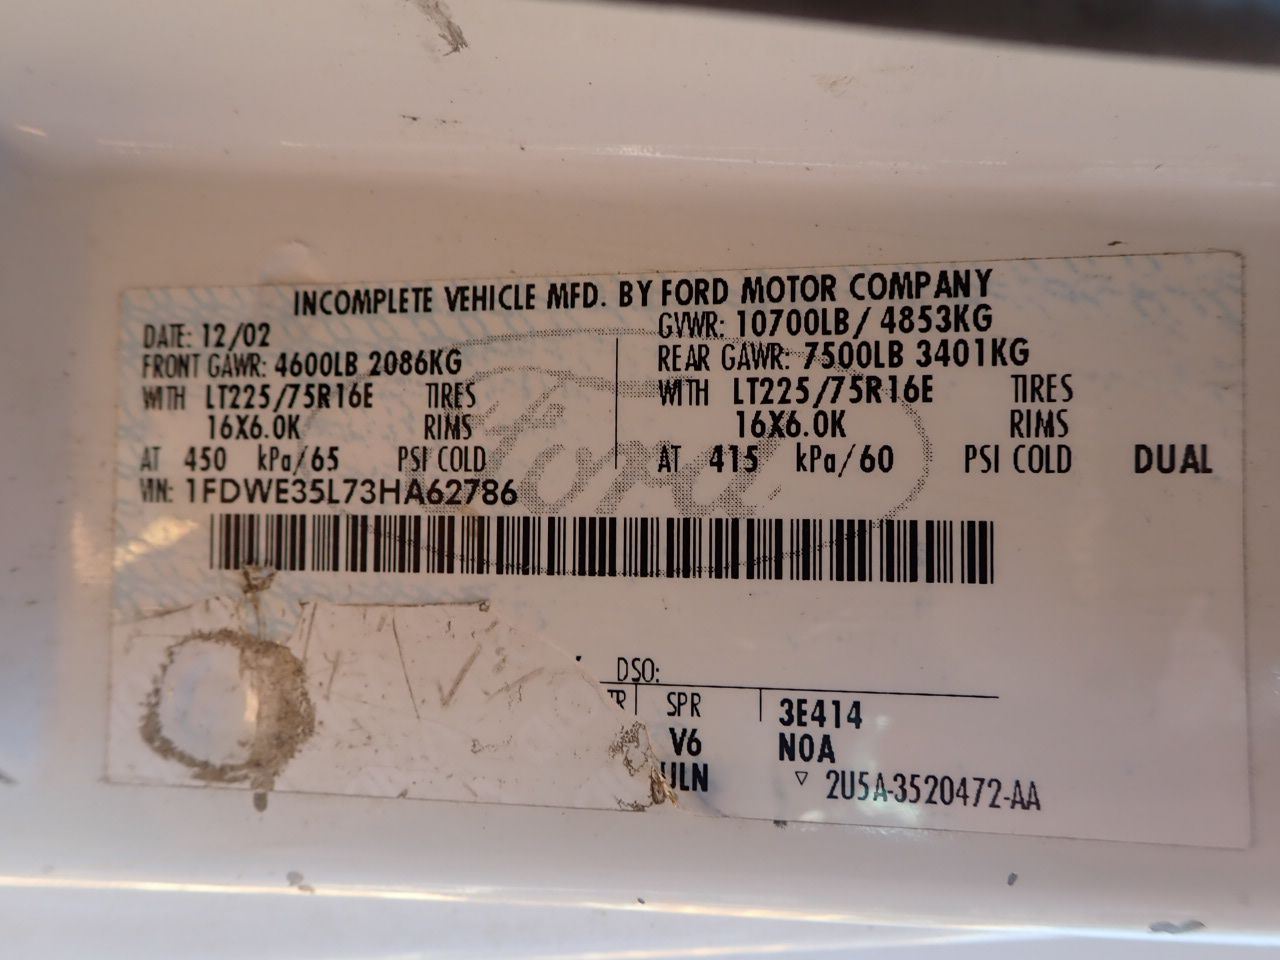 INCOMPLETE VEHICLE MFD. BY FORD MOTOR COMPANY
DATE: 12/02 GVWR: 10700LB/ 4853KG
FRONT GAWR: 4600LB 2086KG REAR GAWR: 7500LB 3401KG
WITH LT225/75R16E TIRES WITH LT225/75R16E TIRES
16X6.0K RIMS 16X6.0K RIMS
AT 450 kPa/65 PSI COLD AT 415 kPa/60 PSI COLD DUAL
VIN: 1FDWE35L73HA62786
Ford
DSO:
TR SPR 3E414
V6 N0A
ULN ▽ 2U5A-3520472-AA